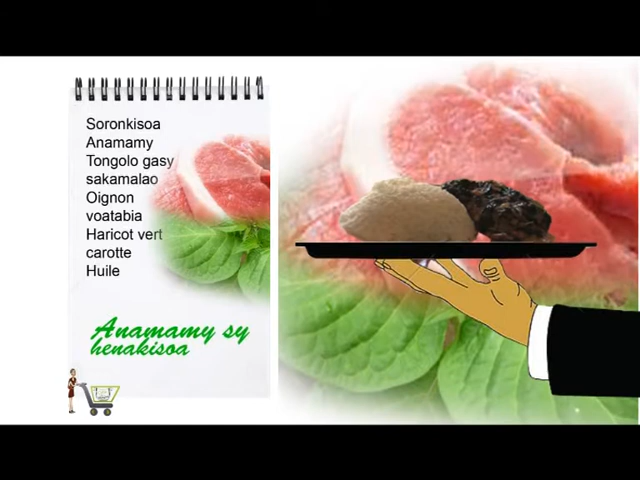 Soronkisoa
Anamamy
Tongolo gasy
sakamalao
Oignon
voatabia
Haricot vert
carotte
Huile
Anamamy sy
henakisoa